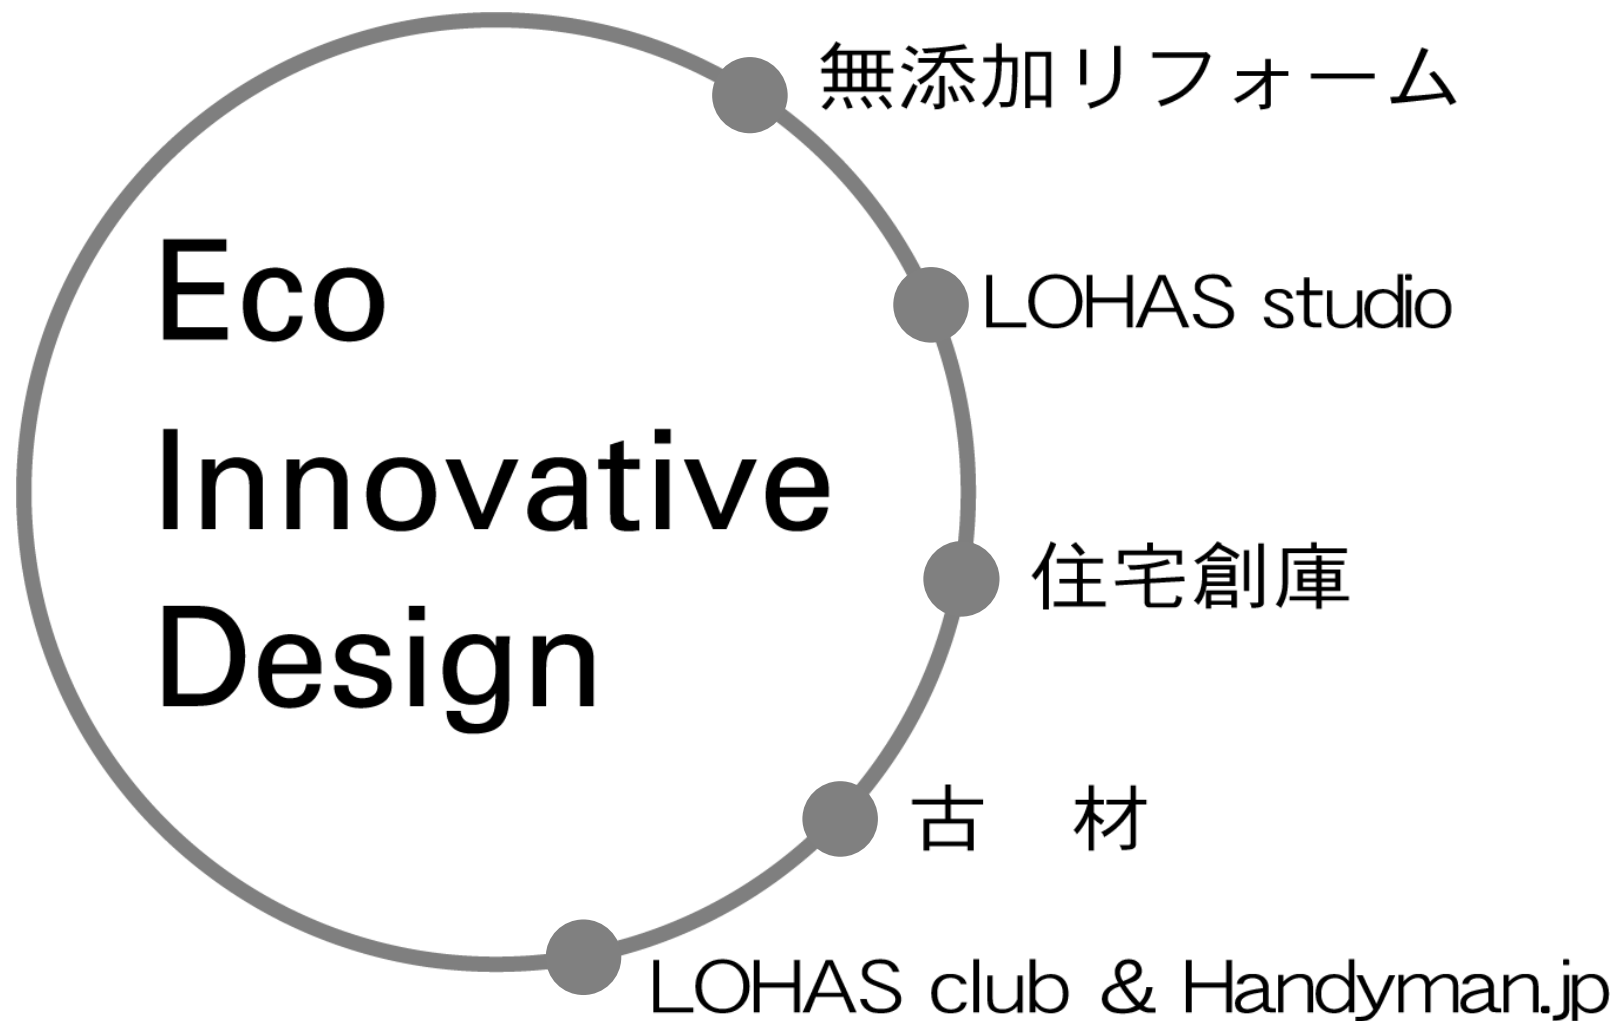 Eco
Innovative
Design
無添加リフォーム
LOHAS studio
住宅創庫
古　材
LOHAS club & Handyman.jp